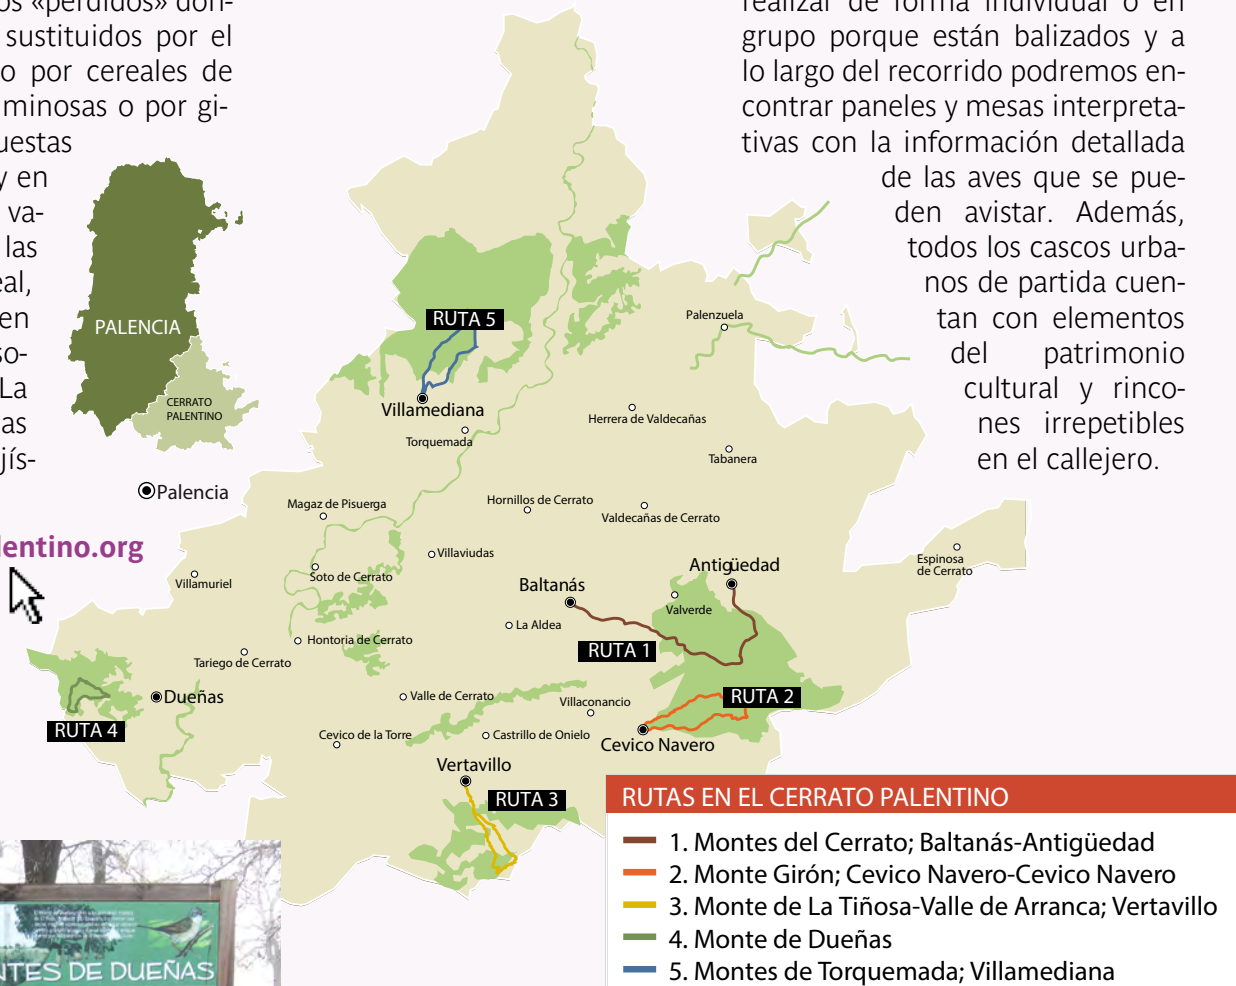 os «perdidos» don-
sustituidos por el
o por cereales de
minosas o por gi-
uestas
y en
va-
las
eal,
en
so-
La
as
jís-
lentino.org
realizar de forma individual o en
grupo porque están balizados y a
lo largo del recorrido podremos en-
contrar paneles y mesas interpreta-
tivas con la información detallada
de las aves que se pue-
den avistar. Además,
todos los cascos urba-
nos de partida cuen-
tan con elementos
del patrimonio
cultural y rinco-
nes irrepetibles
en el callejero.
PALENCIA
CERRATO
PALENTINO
Palencia
RUTA 5
Villamediana
Torquemada
Palenzuela
Herrera de Valdecañas
Tabanera
Magaz de Pisuerga
Hornillos de Cerrato
Valdecañas de Cerrato
Villaviudas
Villamuriel
Soto de Cerrato
Baltanás
Antigüedad
Valverde
Espinosa
de Cerrato
La Aldea
Hontoria de Cerrato
RUTA 1
Tariego de Cerrato
Dueñas
RUTA 4
Valle de Cerrato
Villaconancio
RUTA 2
Cevico de la Torre
Castrillo de Onielo
Cevico Navero
Vertavillo
RUTA 3
RUTAS EN EL CERRATO PALENTINO
1. Montes del Cerrato; Baltanás-Antigüedad
2. Monte Girón; Cevico Navero-Cevico Navero
3. Monte de La Tiñosa-Valle de Arranca; Vertavillo
4. Monte de Dueñas
5. Montes de Torquemada; Villamediana
NTES DE DUEÑAS